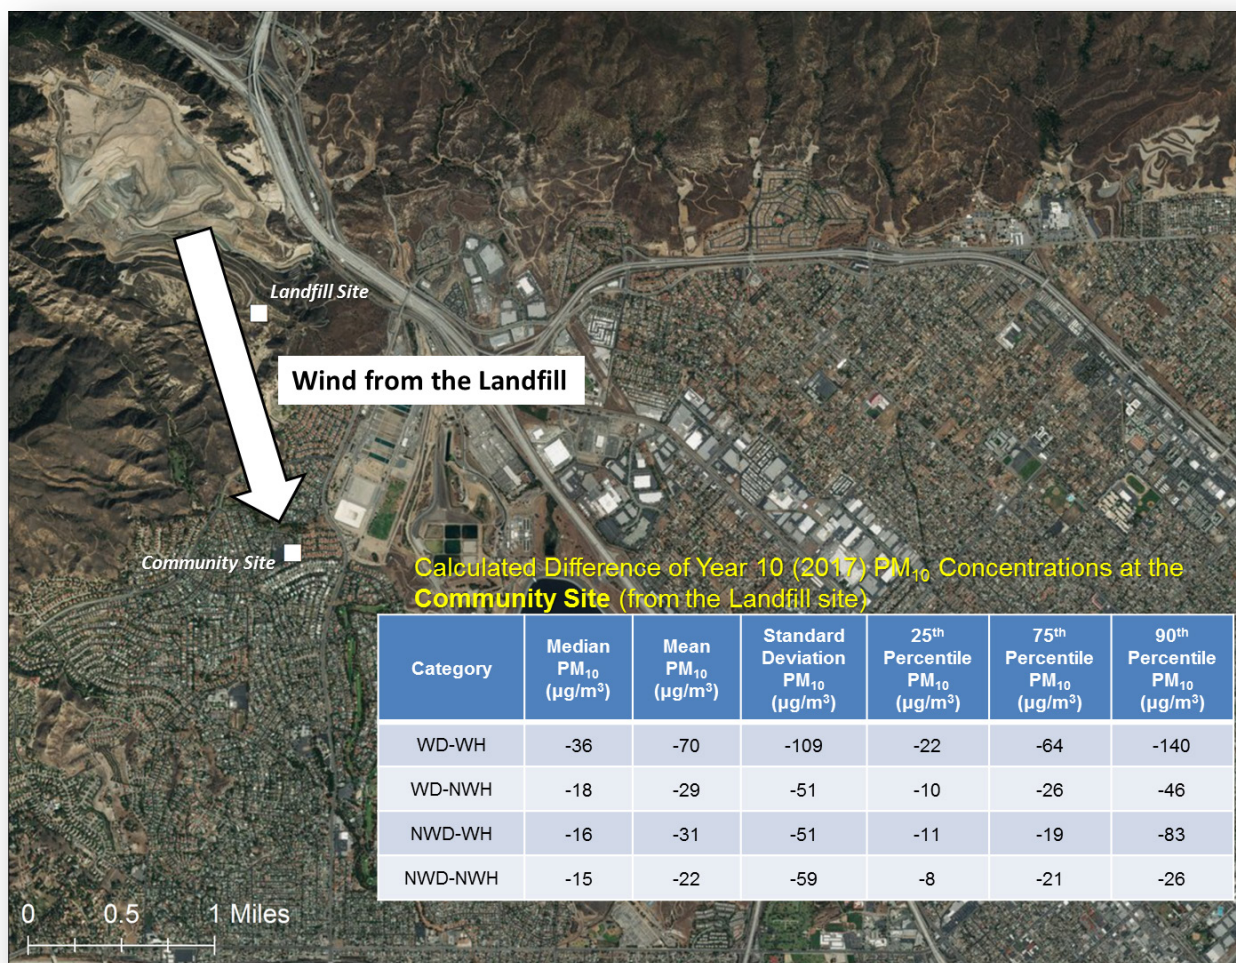 Landfill Site
Wind from the Landfill
Community Site
Calculated Difference of Year 10 (2017) PM₁₀ Concentrations at the
Community Site (from the Landfill site)
Category
Median
PM₁₀
(µg/m³)
Mean
PM₁₀
(µg/m³)
Standard
Deviation
PM₁₀
(µg/m³)
25th
Percentile
PM₁₀
(µg/m³)
75th
Percentile
PM₁₀
(µg/m³)
90th
Percentile
PM₁₀
(µg/m³)
WD-WH -36 -70 -109 -22 -64 -140
WD-NWH -18 -29 -51 -10 -26 -46
NWD-WH -16 -31 -51 -11 -19 -83
NWD-NWH -15 -22 -59 -8 -21 -26
0 0.5 1 Miles